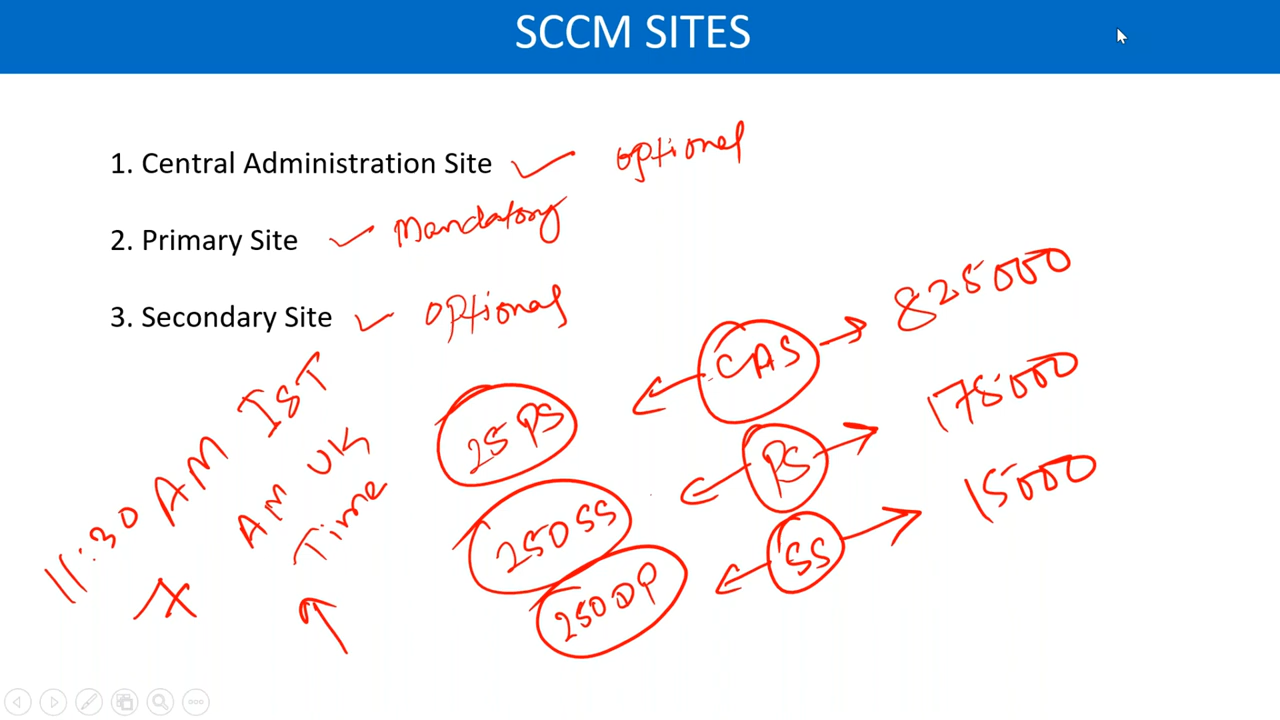 SCCM SITES
1. Central Administration Site optional
2. Primary Site Mandatory
3. Secondary Site optional
CAS 825000
25 PS
PS 175000
250 SS
SS 15000
250 DP
11:30 AM IST
AM UK
Time